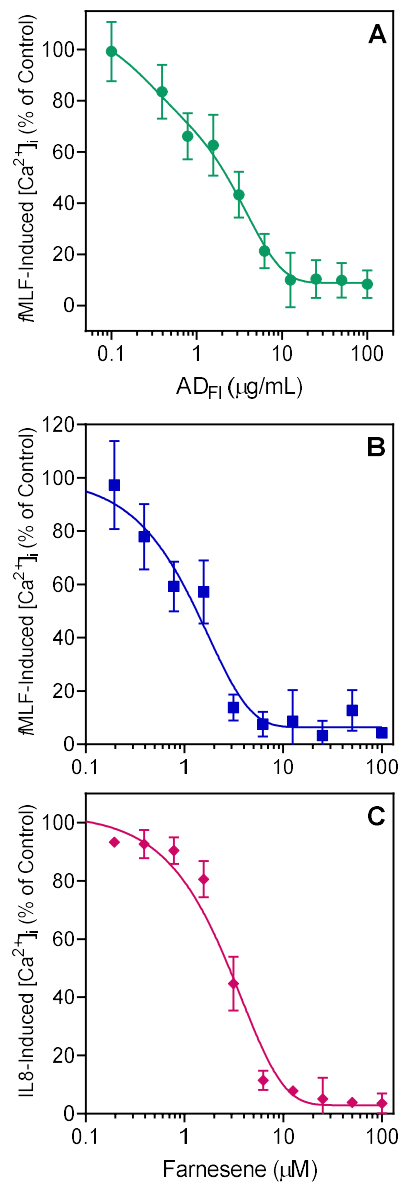 A
fMLF-Induced [Ca²⁺]ᵢ (% of Control)
100
80
60
40
20
0
0.1 1 10 100
AD_FI (μg/mL)
B
fMLF-Induced [Ca²⁺]ᵢ (% of Control)
120
100
80
60
40
20
0
0.1 1 10 100
C
IL8-Induced [Ca²⁺]ᵢ (% of Control)
100
80
60
40
20
0
0.1 1 10 100
Farnesene (μM)